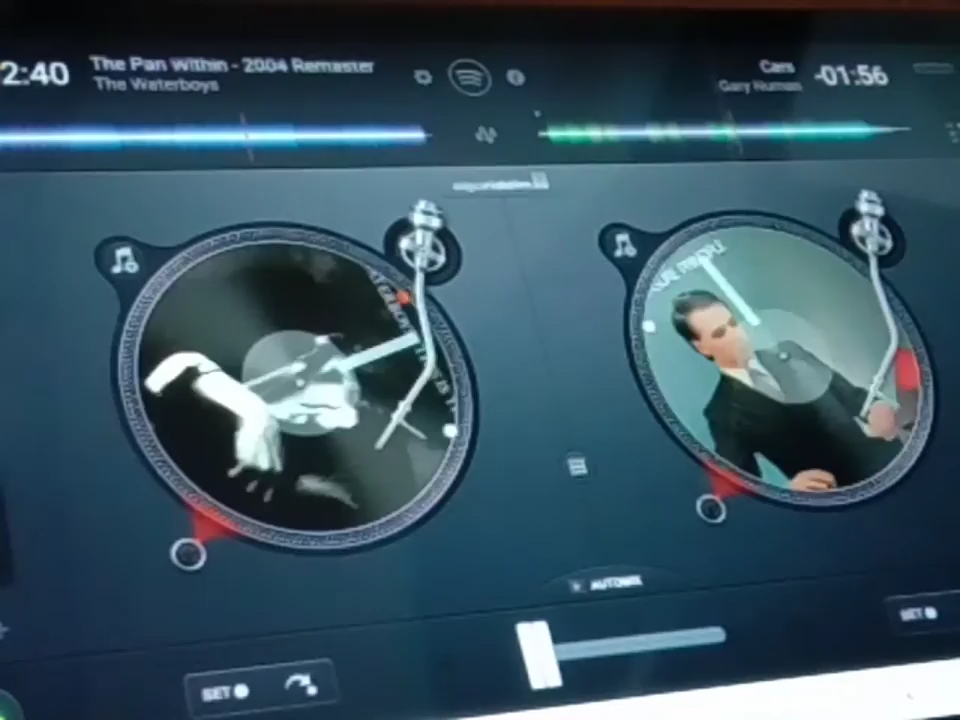 2:40
The Pan Within - 2004 Remaster
The Waterboys
Cars
Gary Numan
-01:56
AUTOMIX
SET
SET